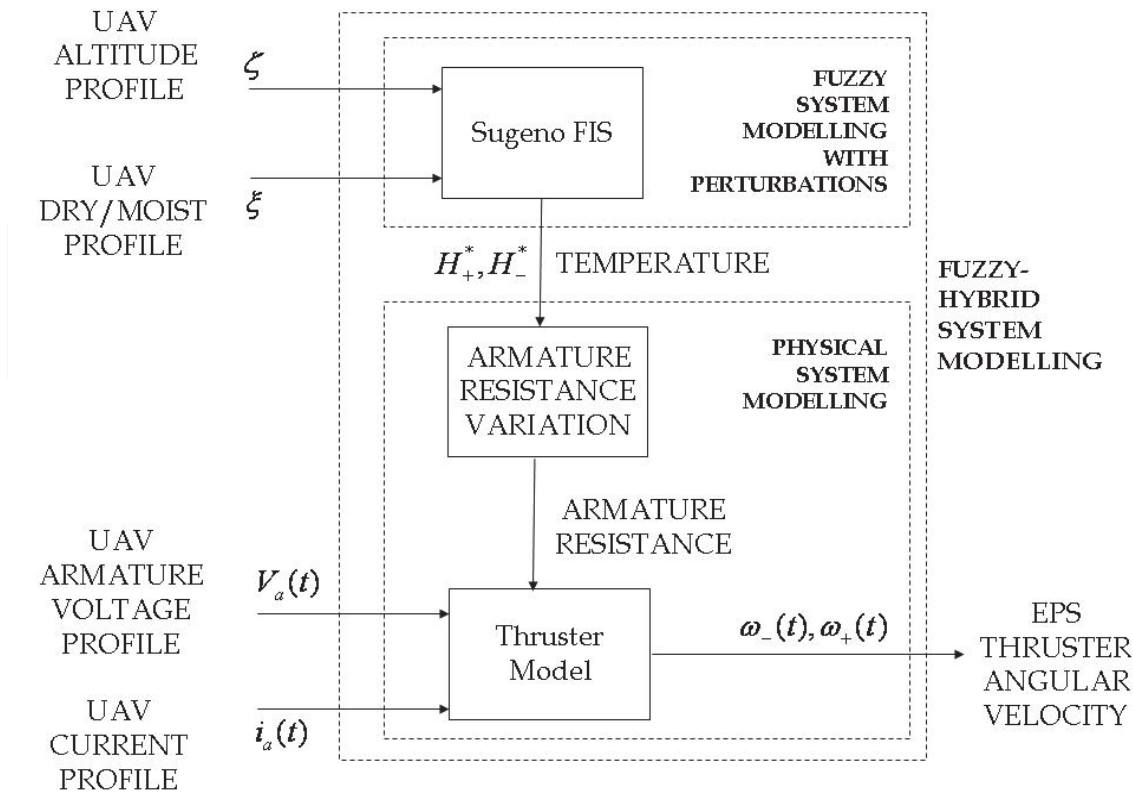 UAV
ALTITUDE
PROFILE
ζ
Sugeno FIS
FUZZY
SYSTEM
MODELLING
WITH
PERTURBATIONS
UAV
DRY/MOIST
PROFILE
ξ
H₊*, H₋*
TEMPERATURE
FUZZY-
HYBRID
SYSTEM
MODELLING
ARMATURE
RESISTANCE
VARIATION
PHYSICAL
SYSTEM
MODELLING
ARMATURE
RESISTANCE
UAV
ARMATURE
VOLTAGE
PROFILE
Vₐ(t)
Thruster
Model
ω₋(t), ω₊(t)
EPS
THRUSTER
ANGULAR
VELOCITY
UAV
CURRENT
PROFILE
iₐ(t)